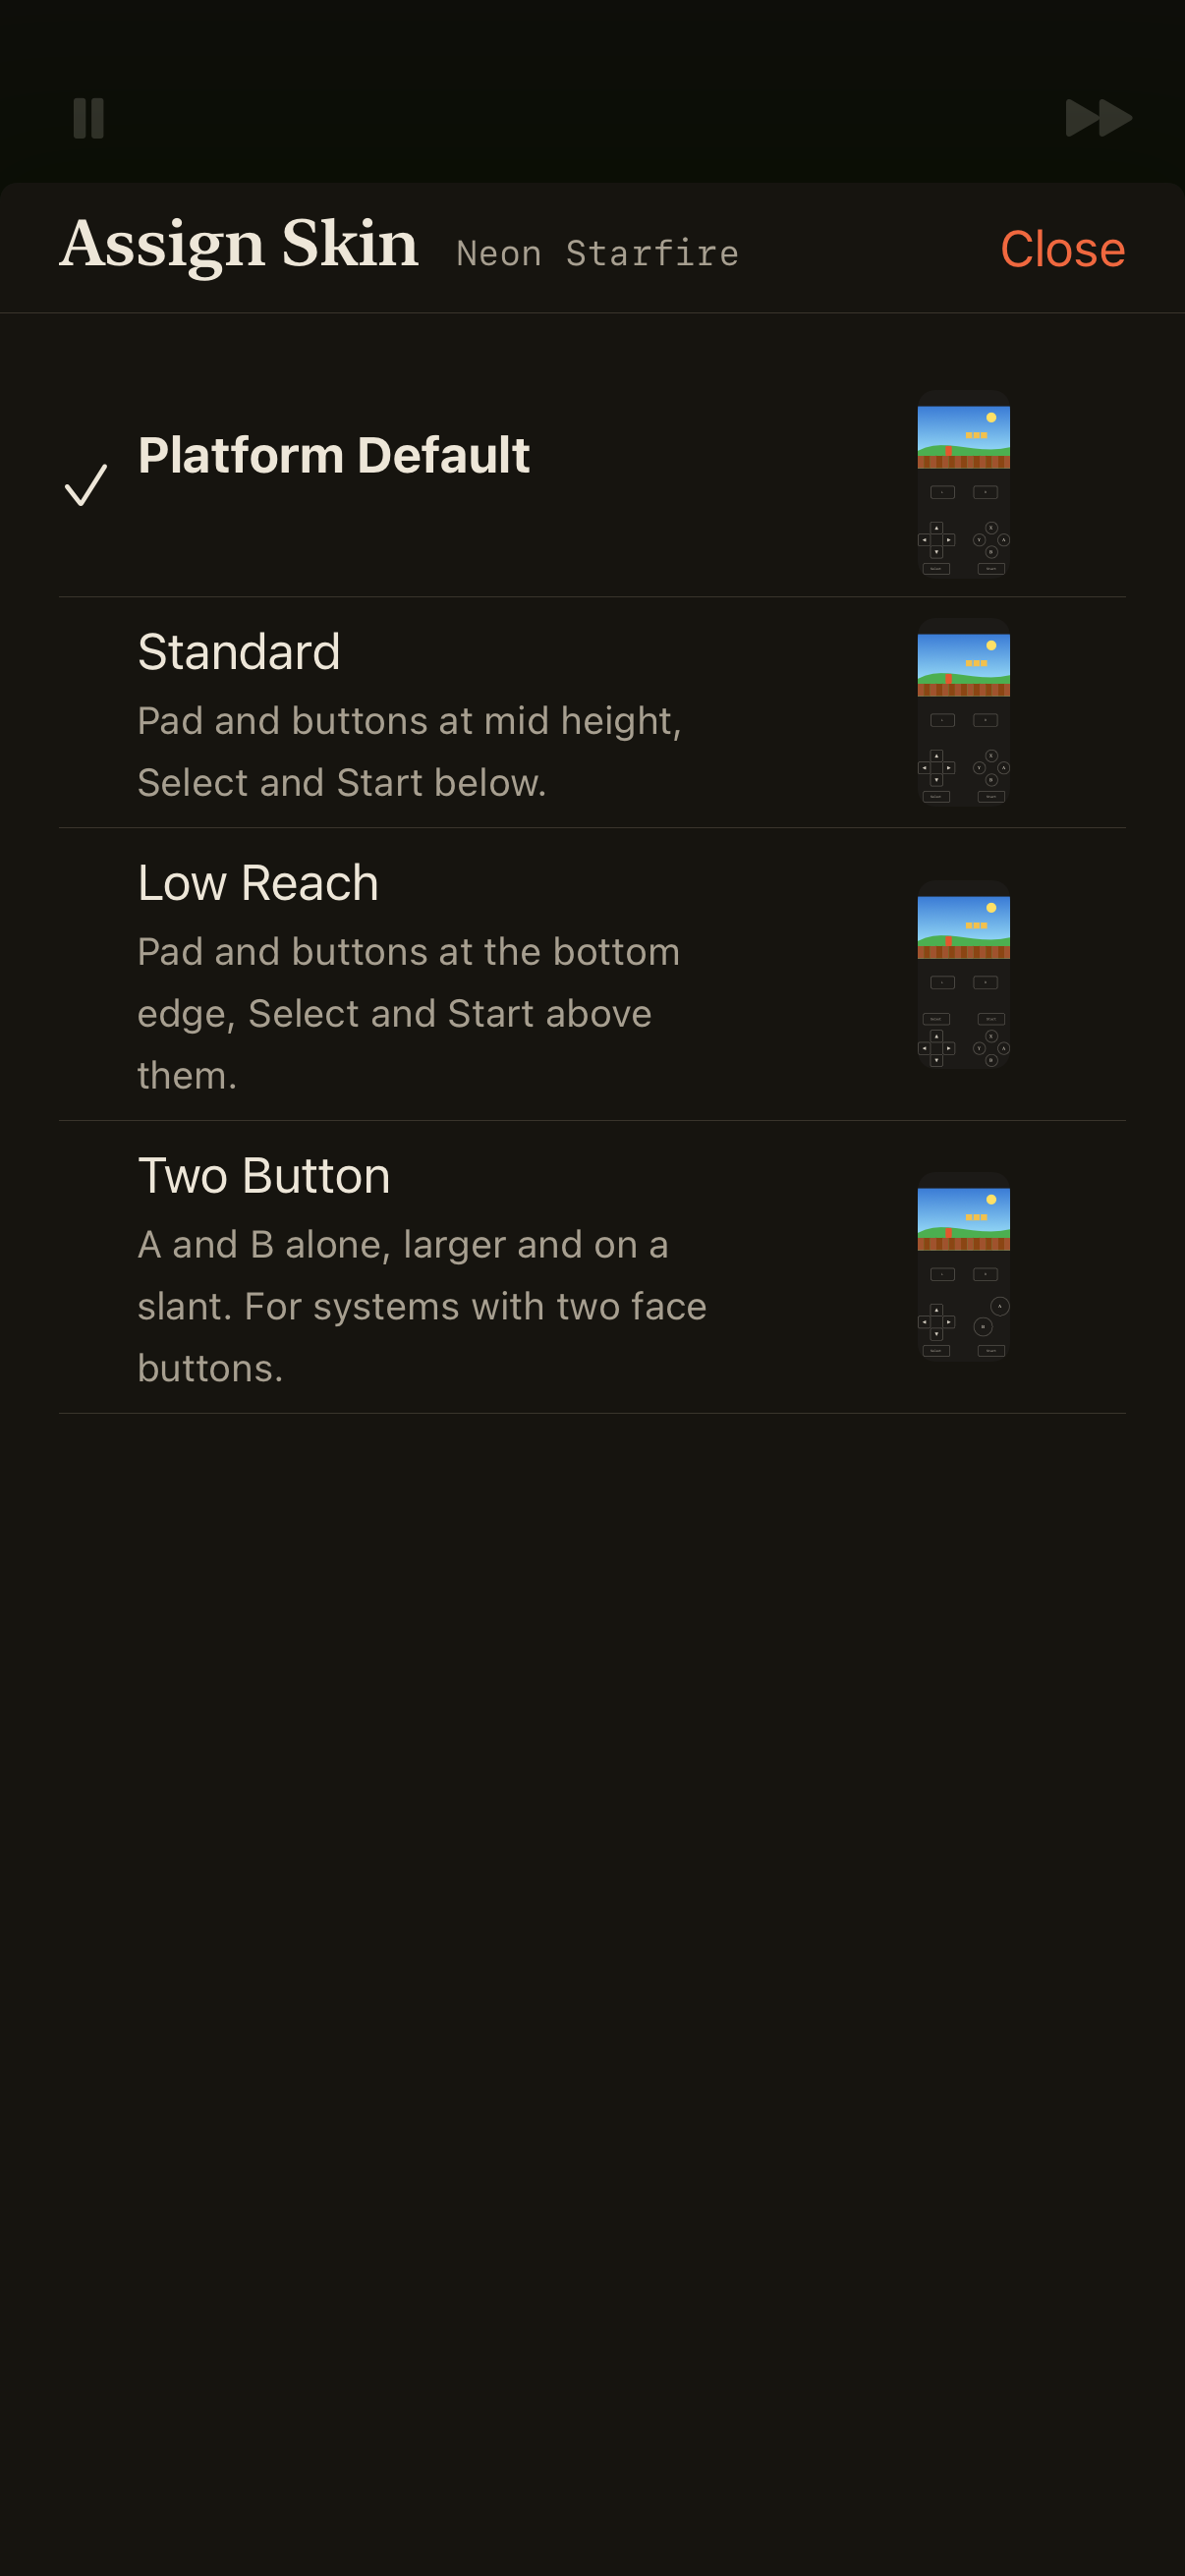 Assign Skin Neon Starfire Close
Platform Default
Standard
Pad and buttons at mid height,
Select and Start below.
Low Reach
Pad and buttons at the bottom
edge, Select and Start above
them.
Two Button
A and B alone, larger and on a
slant. For systems with two face
buttons.